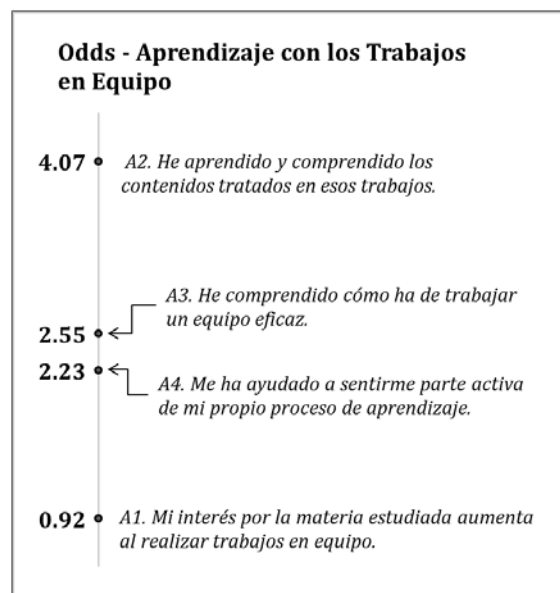 Odds - Aprendizaje con los Trabajos
en Equipo
4.07
A2. He aprendido y comprendido los
contenidos tratados en esos trabajos.
A3. He comprendido cómo ha de trabajar
un equipo eficaz.
2.55
2.23
A4. Me ha ayudado a sentirme parte activa
de mi propio proceso de aprendizaje.
0.92
A1. Mi interés por la materia estudiada aumenta
al realizar trabajos en equipo.